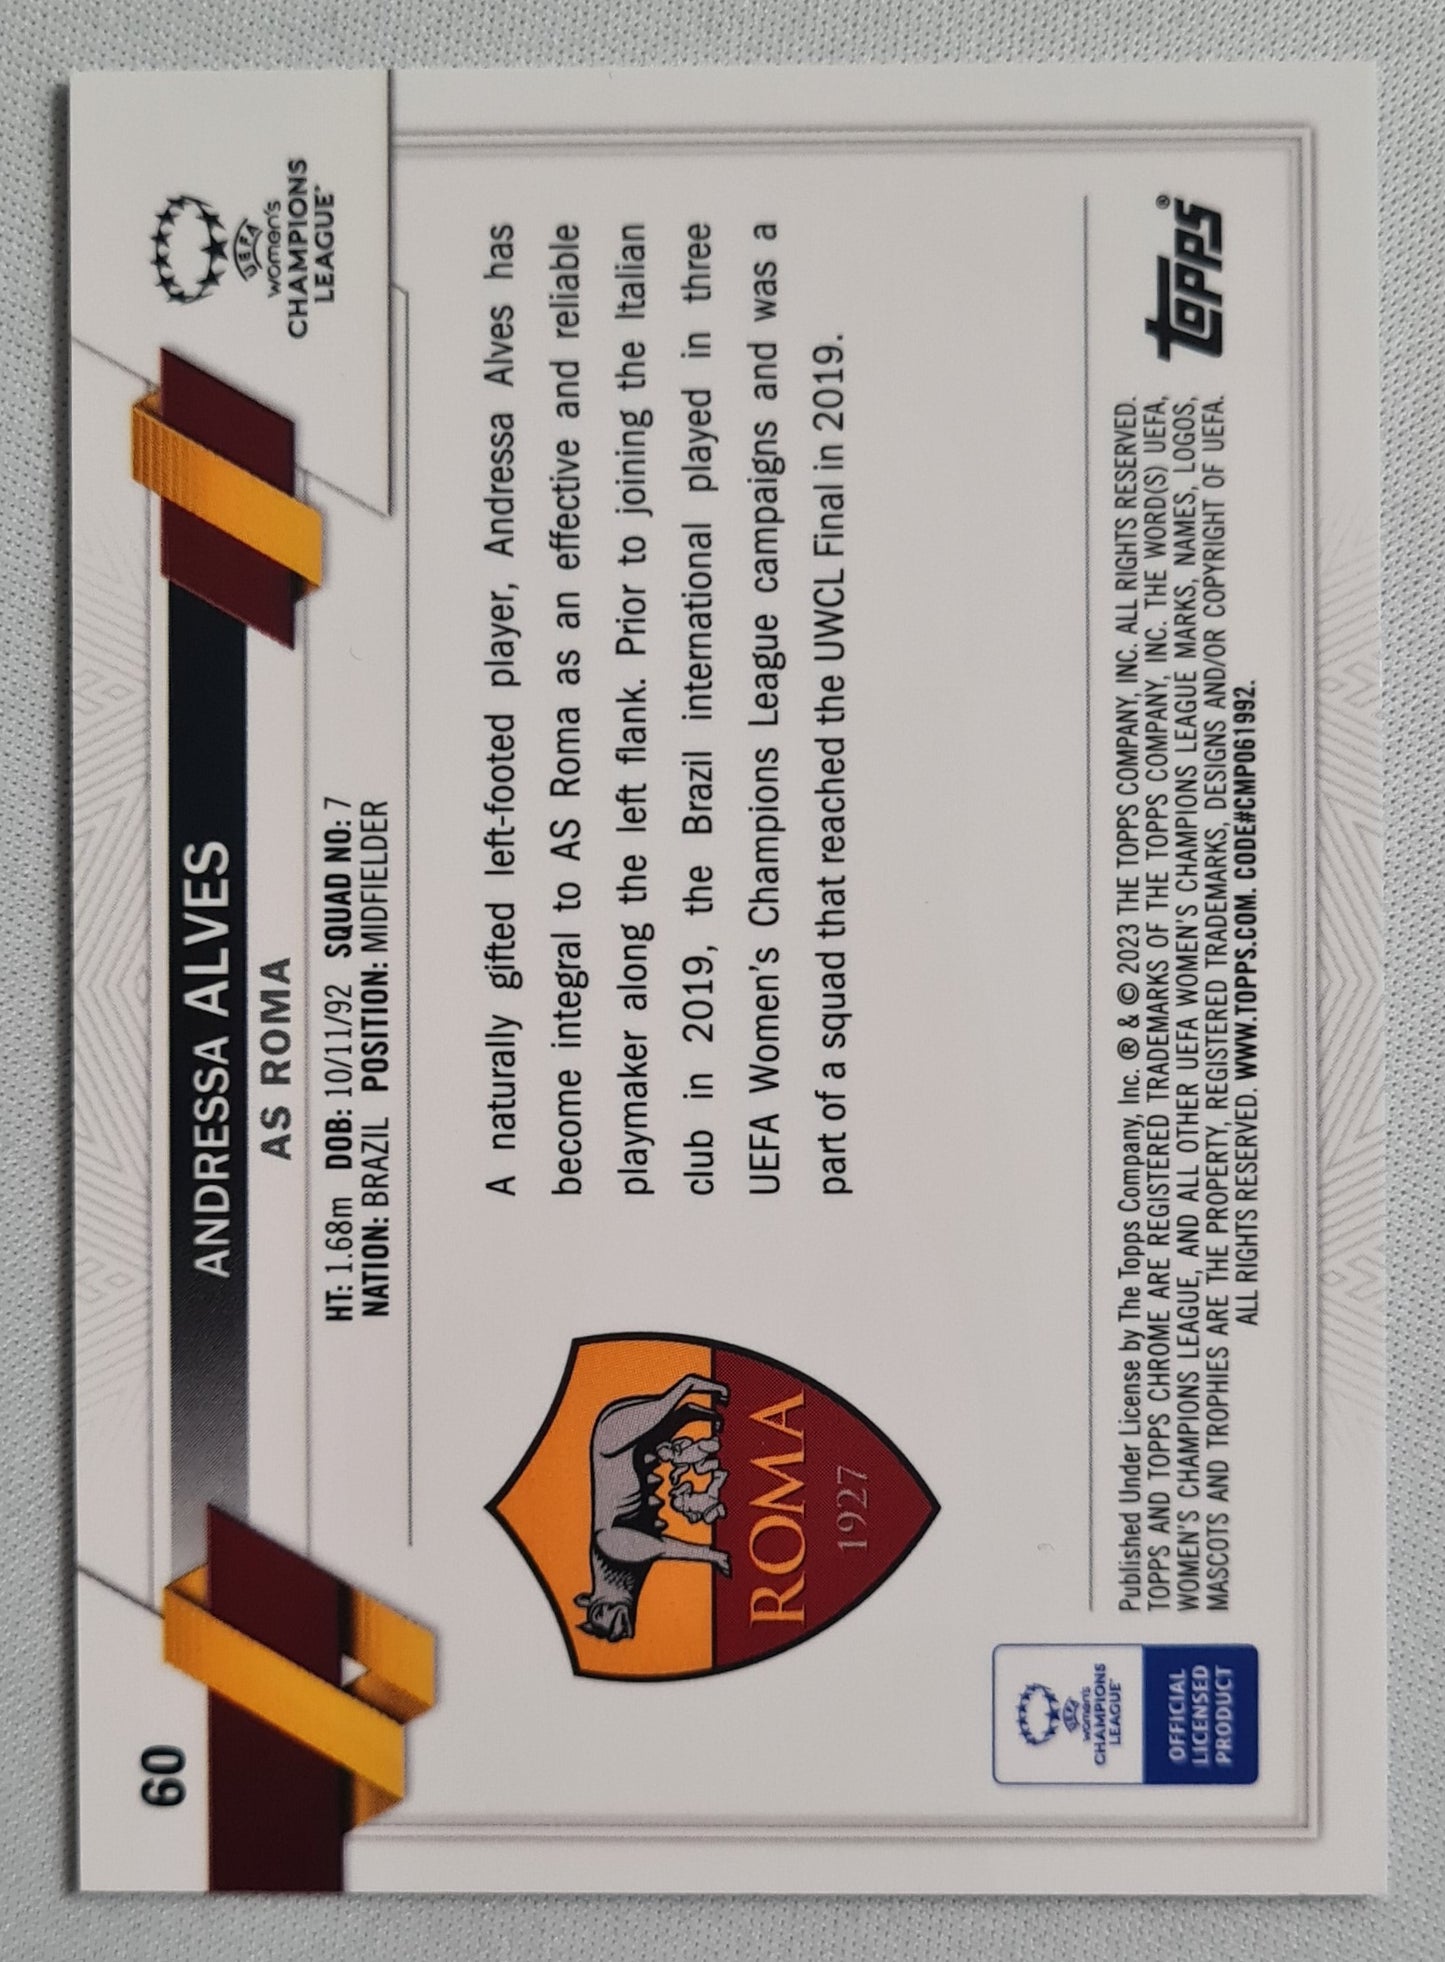 60
ANDRESSA ALVES
AS ROMA
HT: 1.68m DOB: 10/11/92 SQUAD NO: 7
NATION: BRAZIL POSITION: MIDFIELDER
UEFA
women's
CHAMPIONS
LEAGUE™
A naturally gifted left-footed player, Andressa Alves has
become integral to AS Roma as an effective and reliable
playmaker along the left flank. Prior to joining the Italian
club in 2019, the Brazil international played in three
UEFA Women's Champions League campaigns and was a
part of a squad that reached the UWCL Final in 2019.
ROMA
1927
UEFA
women's
CHAMPIONS
LEAGUE™
OFFICIAL
LICENSED
PRODUCT
Published Under License by The Topps Company, Inc. ® & © 2023 THE TOPPS COMPANY, INC. ALL RIGHTS RESERVED.
TOPPS AND TOPPS CHROME ARE REGISTERED TRADEMARKS OF THE TOPPS COMPANY, INC. THE WORD(S) UEFA,
WOMEN'S CHAMPIONS LEAGUE, AND ALL OTHER UEFA WOMEN'S CHAMPIONS LEAGUE MARKS, NAMES, LOGOS,
MASCOTS AND TROPHIES ARE THE PROPERTY, REGISTERED TRADEMARKS, DESIGNS AND/OR COPYRIGHT OF UEFA.
ALL RIGHTS RESERVED. WWW.TOPPS.COM. CODE#CMP061992.
topps®